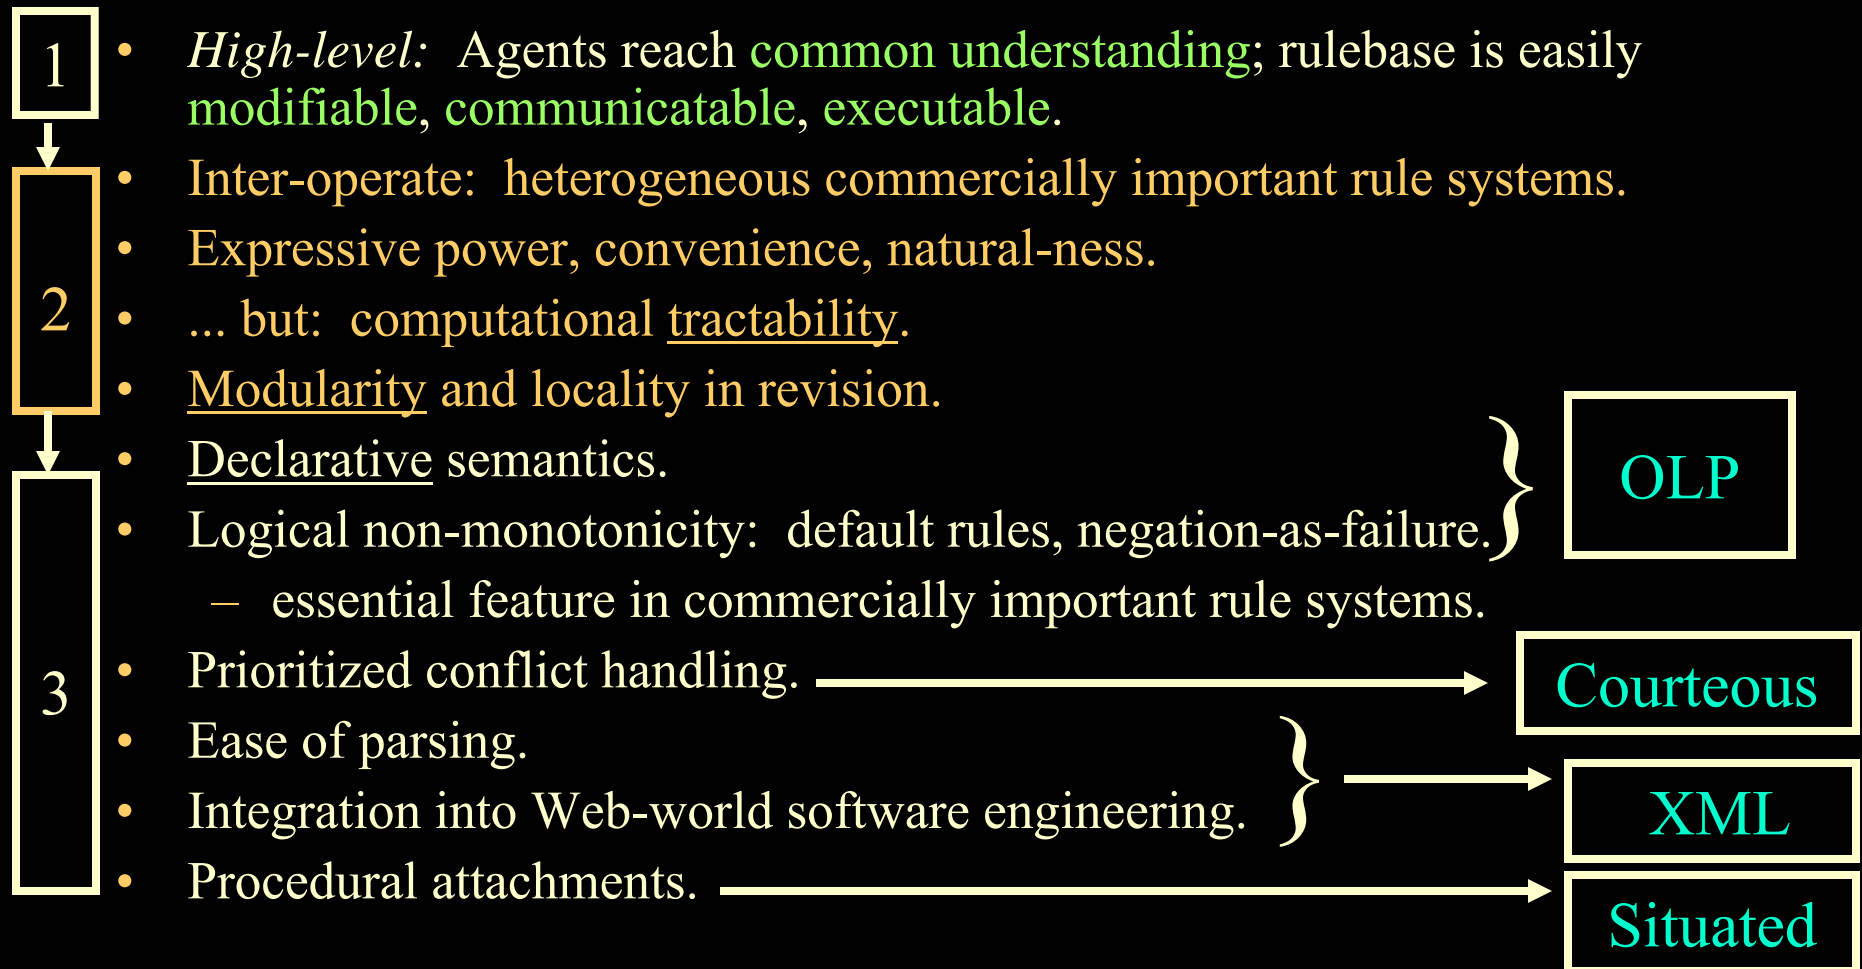 1
• High-level: Agents reach common understanding; rulebase is easily
modifiable, communicatable, executable.
2
• Inter-operate: heterogeneous commercially important rule systems.
• Expressive power, convenience, natural-ness.
• ... but: computational tractability.
• Modularity and locality in revision.
3
• Declarative semantics.
• Logical non-monotonicity: default rules, negation-as-failure.
– essential feature in commercially important rule systems.
OLP
• Prioritized conflict handling.
Courteous
• Ease of parsing.
• Integration into Web-world software engineering.
XML
• Procedural attachments.
Situated